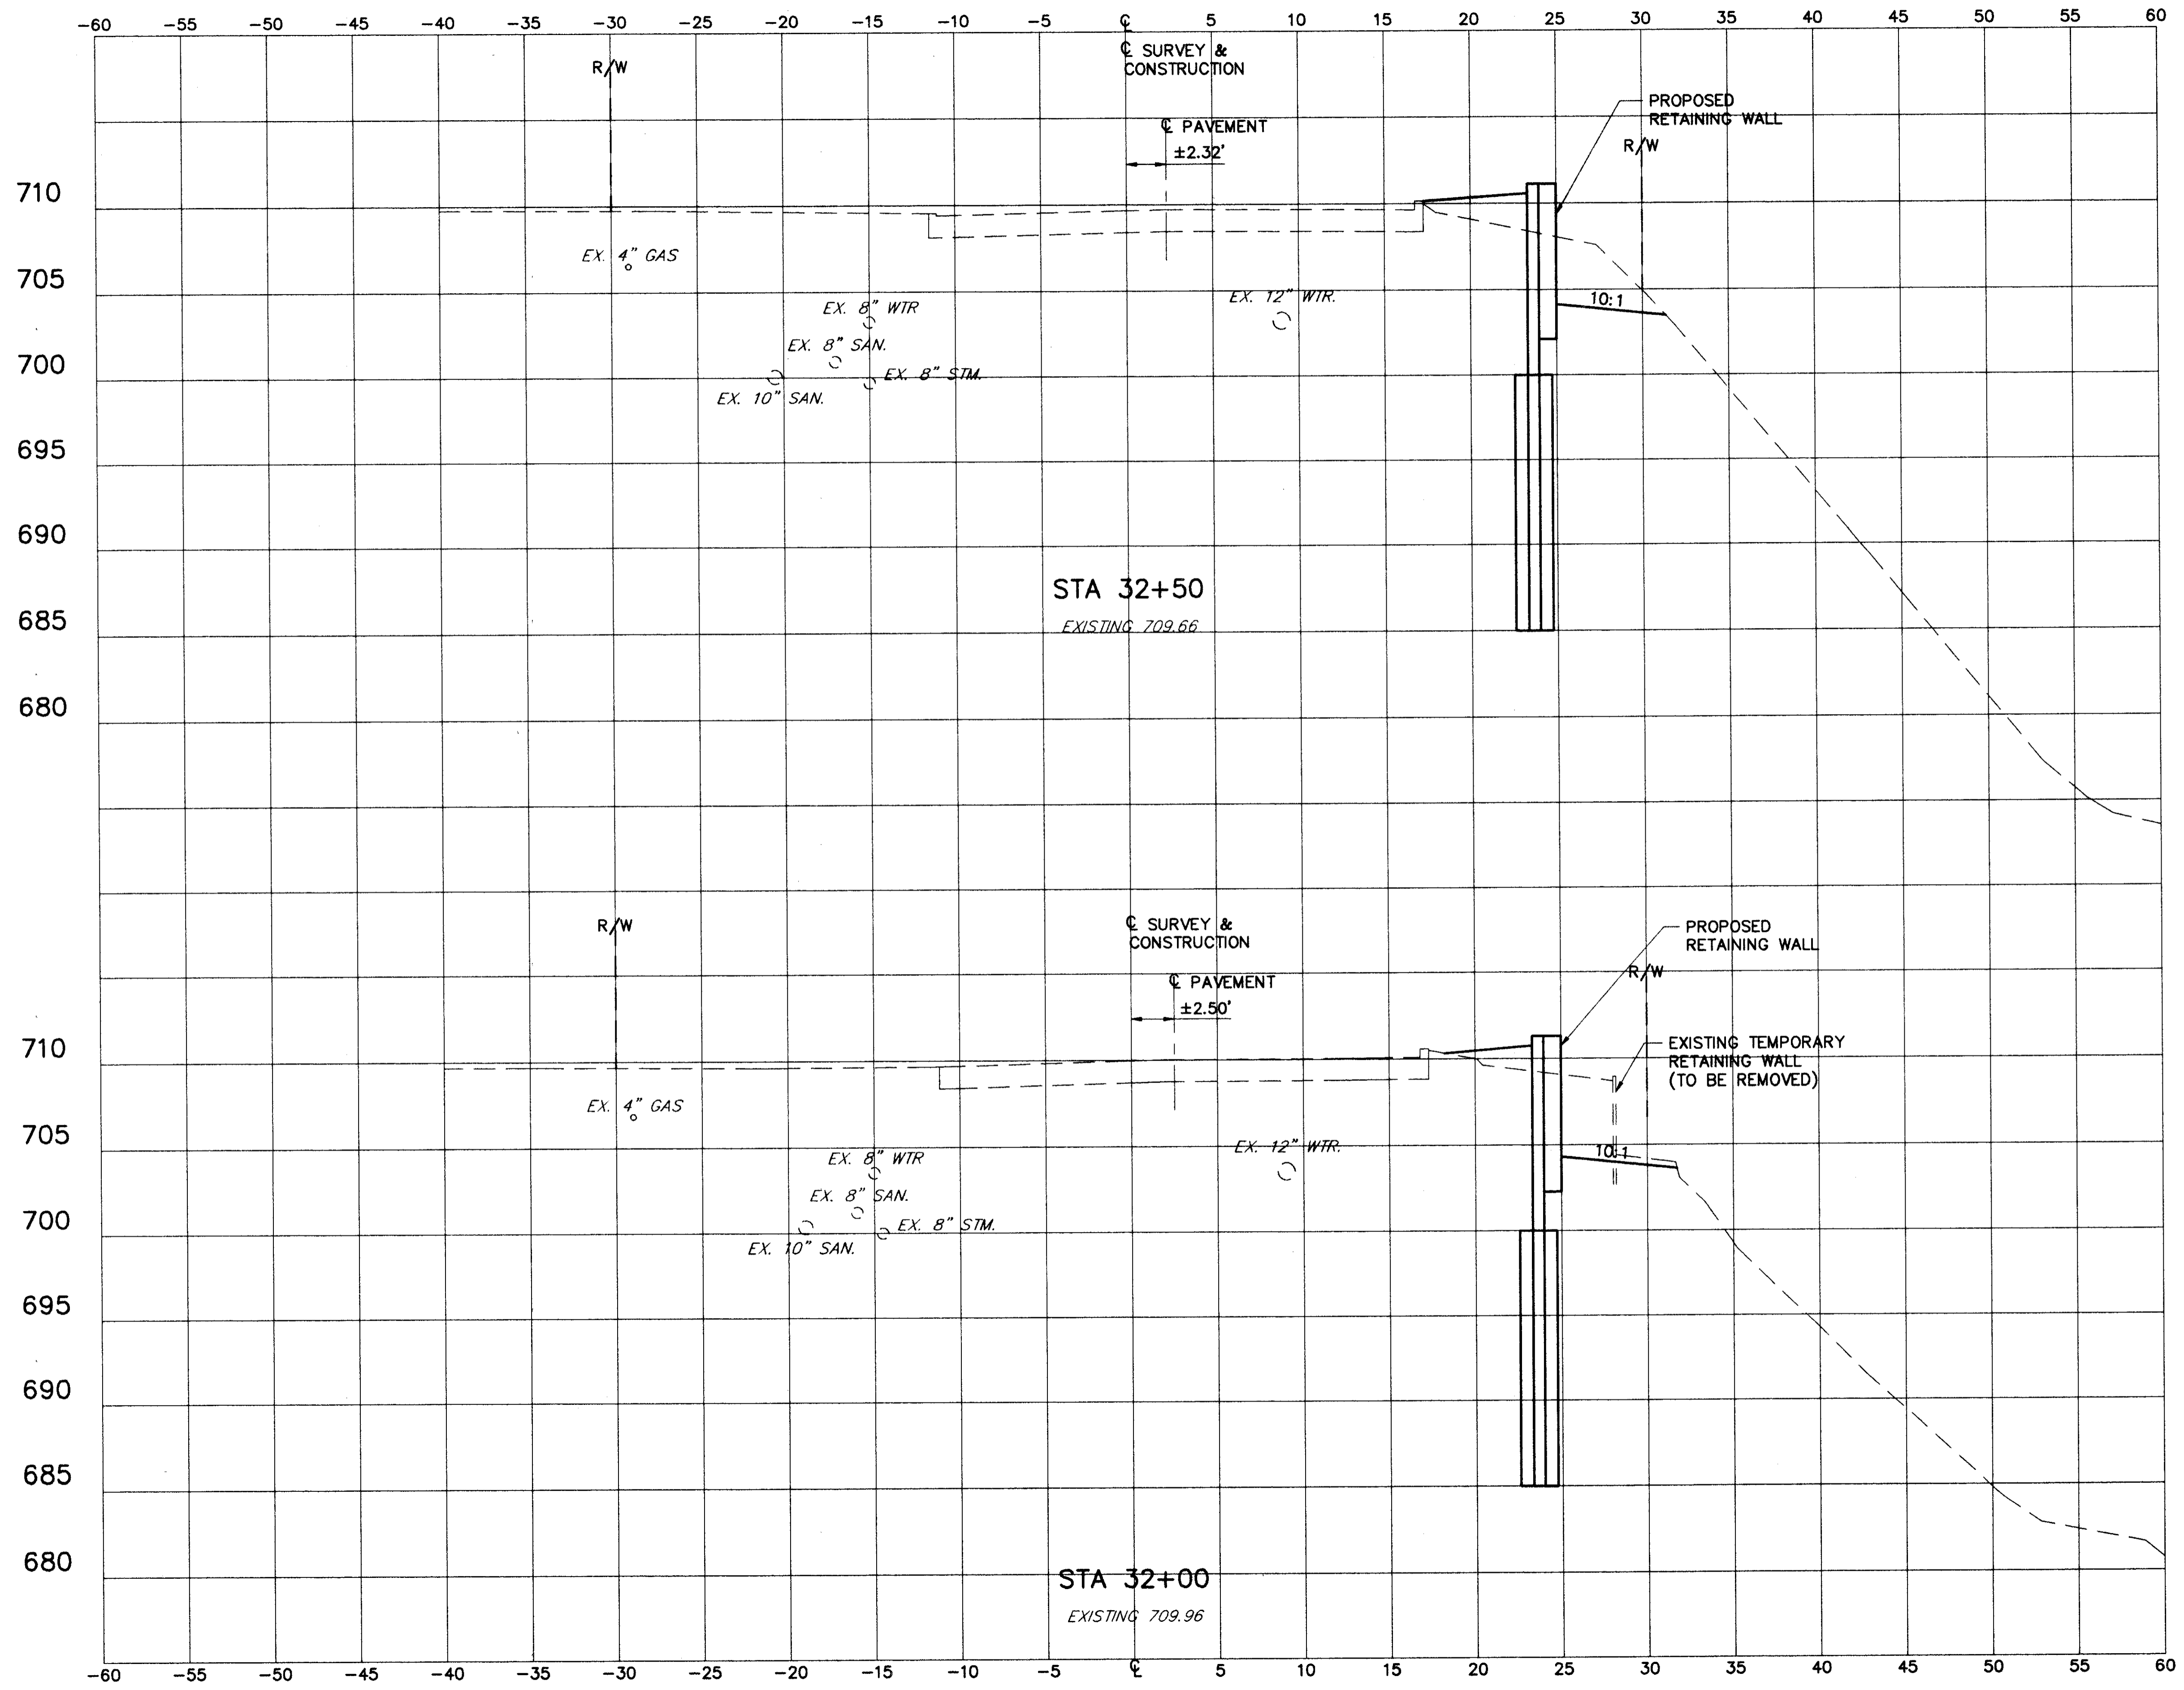 -60 -55 -50 -45 -40 -35 -30 -25 -20 -15 -10 -5 ℄ 5 10 15 20 25 30 35 40 45 50 55 60
R/W
℄ SURVEY &
CONSTRUCTION
PROPOSED
RETAINING WALL
℄ PAVEMENT
R/W
±2.32'
710
EX. 4" GAS
705
EX. 12" WTR.
10:1
EX. 8" WTR
EX. 8" SAN.
700
EX. 8" STM.
EX. 10" SAN.
695
690
STA 32+50
685
EXISTING 709.66
680
R/W
℄ SURVEY &
CONSTRUCTION
PROPOSED
RETAINING WALL
R/W
℄ PAVEMENT
±2.50'
710
EXISTING TEMPORARY
RETAINING WALL
(TO BE REMOVED)
EX. 4" GAS
705
EX. 12" WTR.
10:1
EX. 8" WTR
EX. 8" SAN.
700
EX. 8" STM.
EX. 10" SAN.
695
690
685
680
STA 32+00
EXISTING 709.96
-60 -55 -50 -45 -40 -35 -30 -25 -20 -15 -10 -5 ℄ 5 10 15 20 25 30 35 40 45 50 55 60